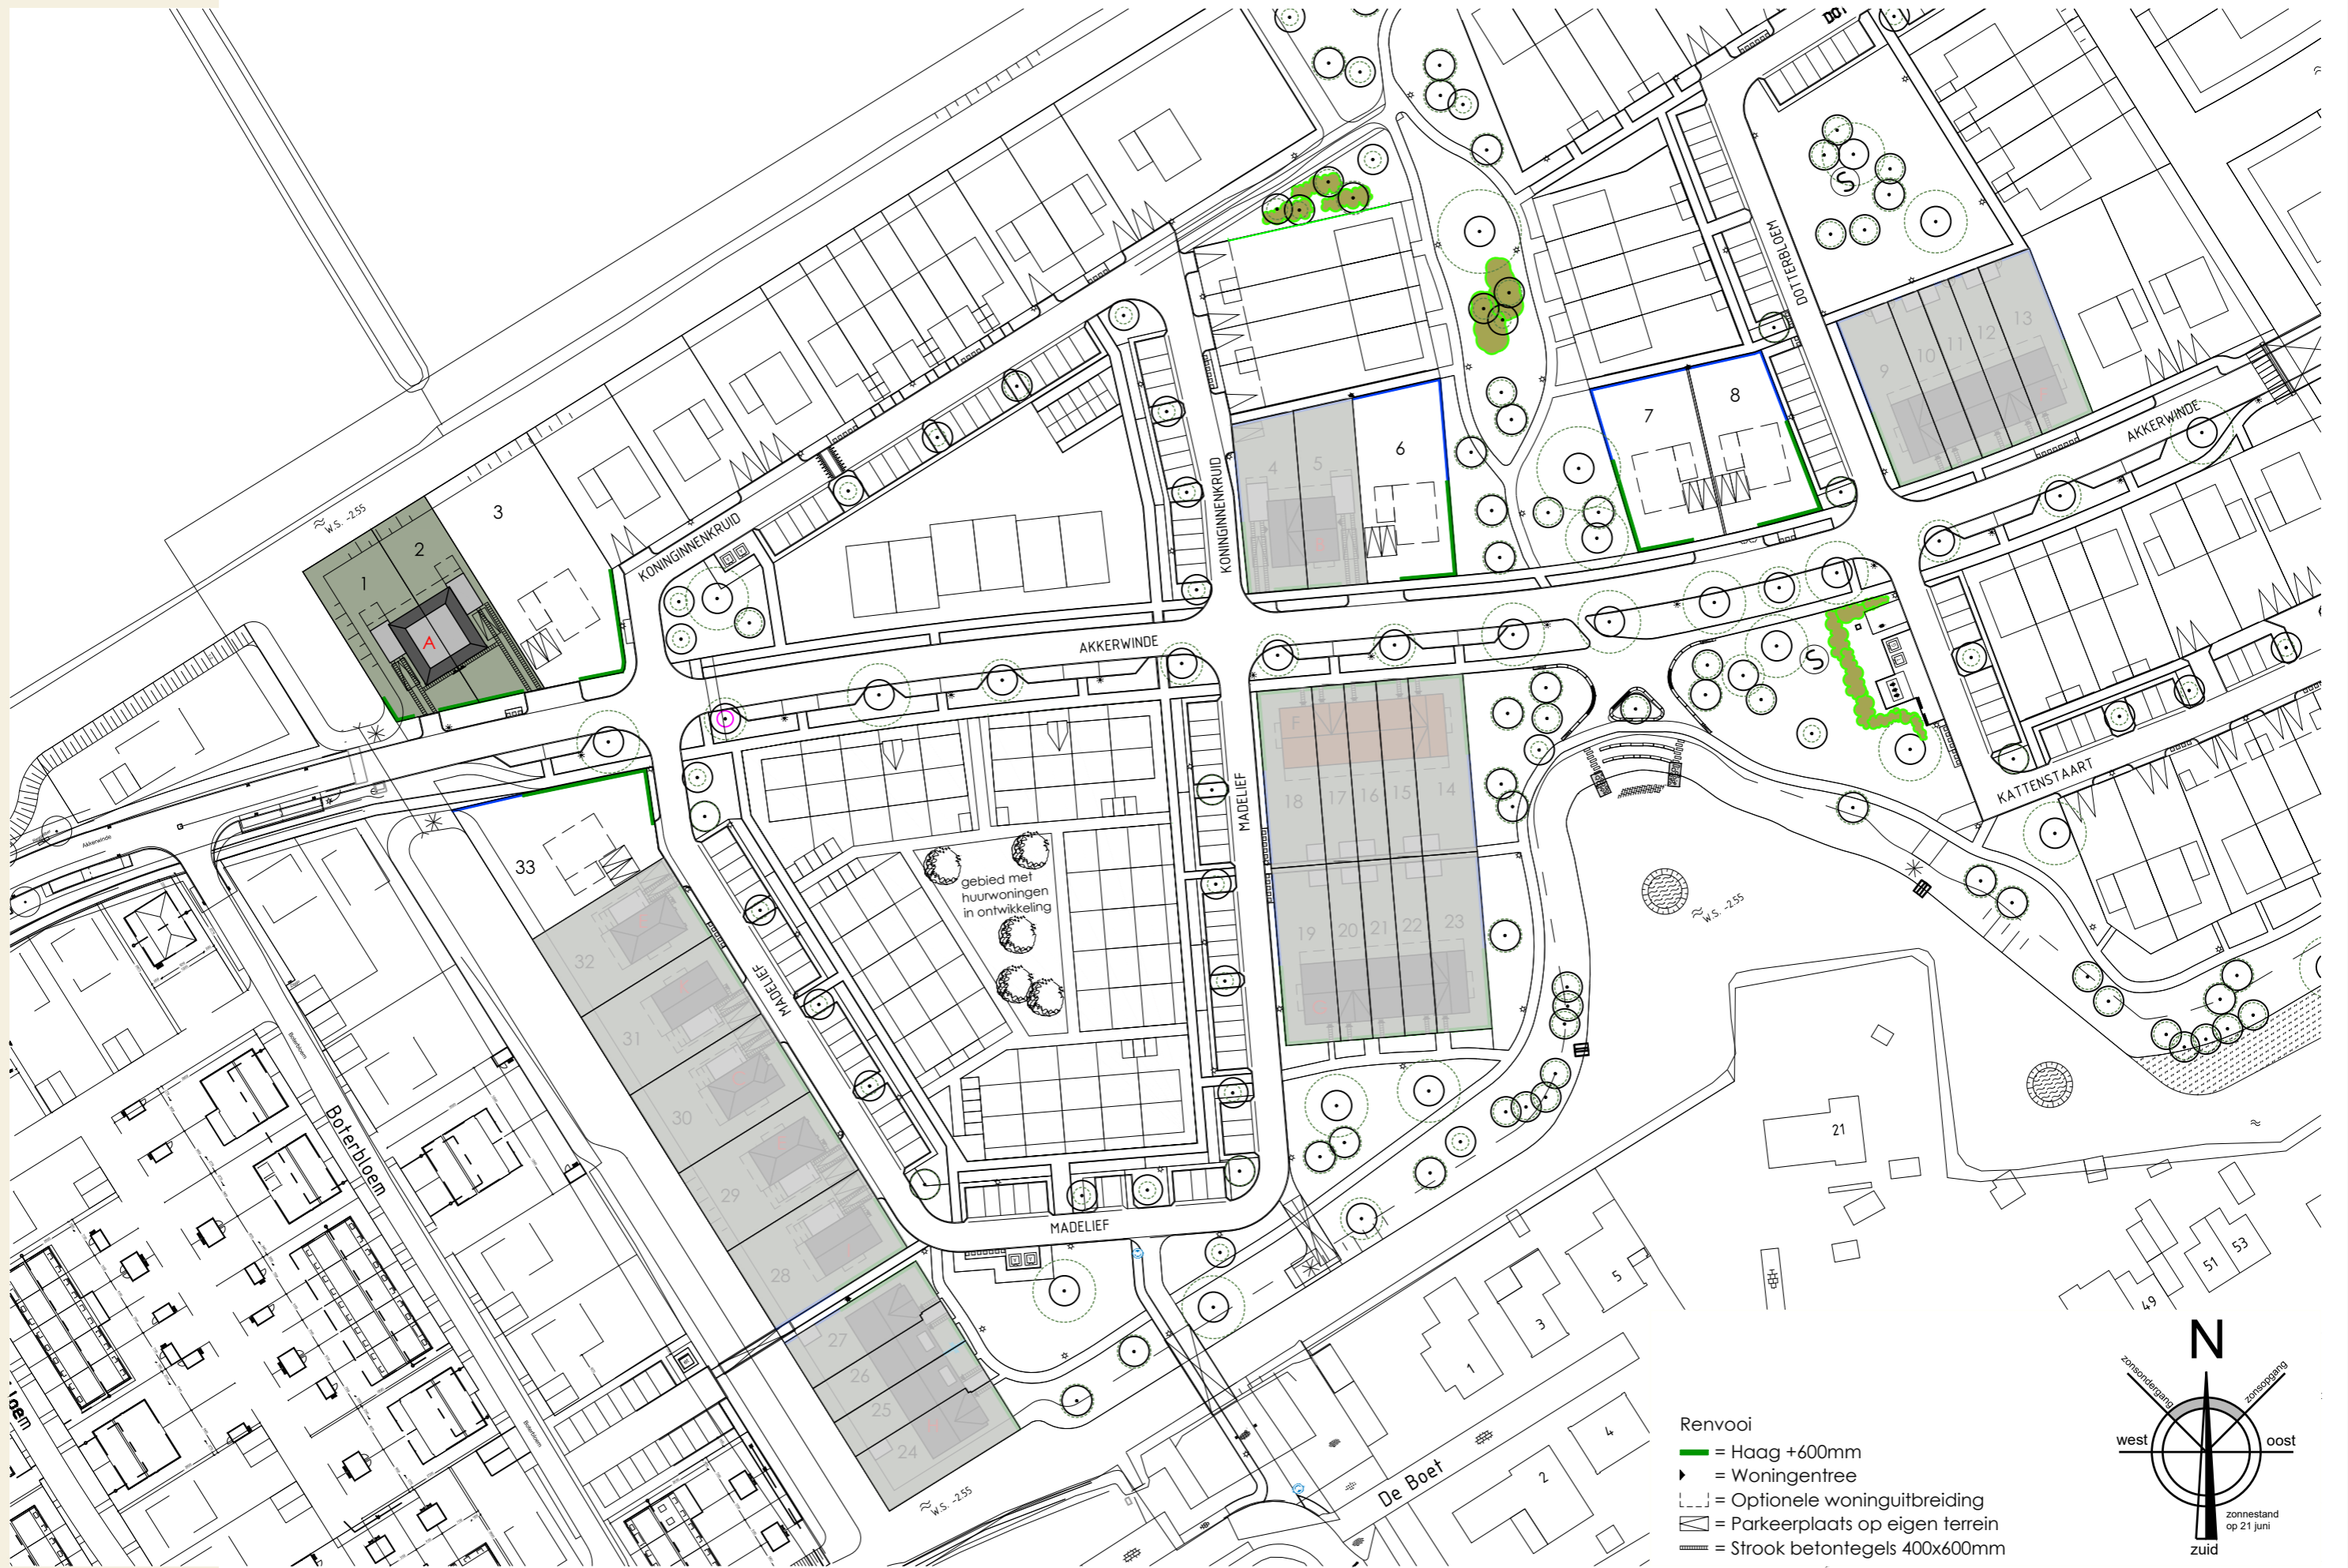 DOTTERBLOEM
AKKERWINDE
KONINGINNENKRUID
KONINGINNENKRUID
AKKERWINDE
KATTENSTAART
MADELIEF
MADELIEF
MADELIEF
Akkerwinde
Boterbloem
Boterbloem
Boterbloem
De Boet
gebied met
huurwoningen
in ontwikkeling
W.S. -2.55
W.S. -2.55
W.S. -2.55
1
2
3
A
4
5
6
7
8
9
10
11
12
13
F
18
17
16
15
14
19
20
21
22
23
33
32
31
30
29
28
27
26
25
24
S
S
21
1
3
5
2
4
49
51
53
Renvooi
= Haag +600mm
= Woningentree
= Optionele woninguitbreiding
= Parkeerplaats op eigen terrein
= Strook betontegels 400x600mm
N
zonsondergang
zonsopgang
west
oost
zonnestand
op 21 juni
zuid